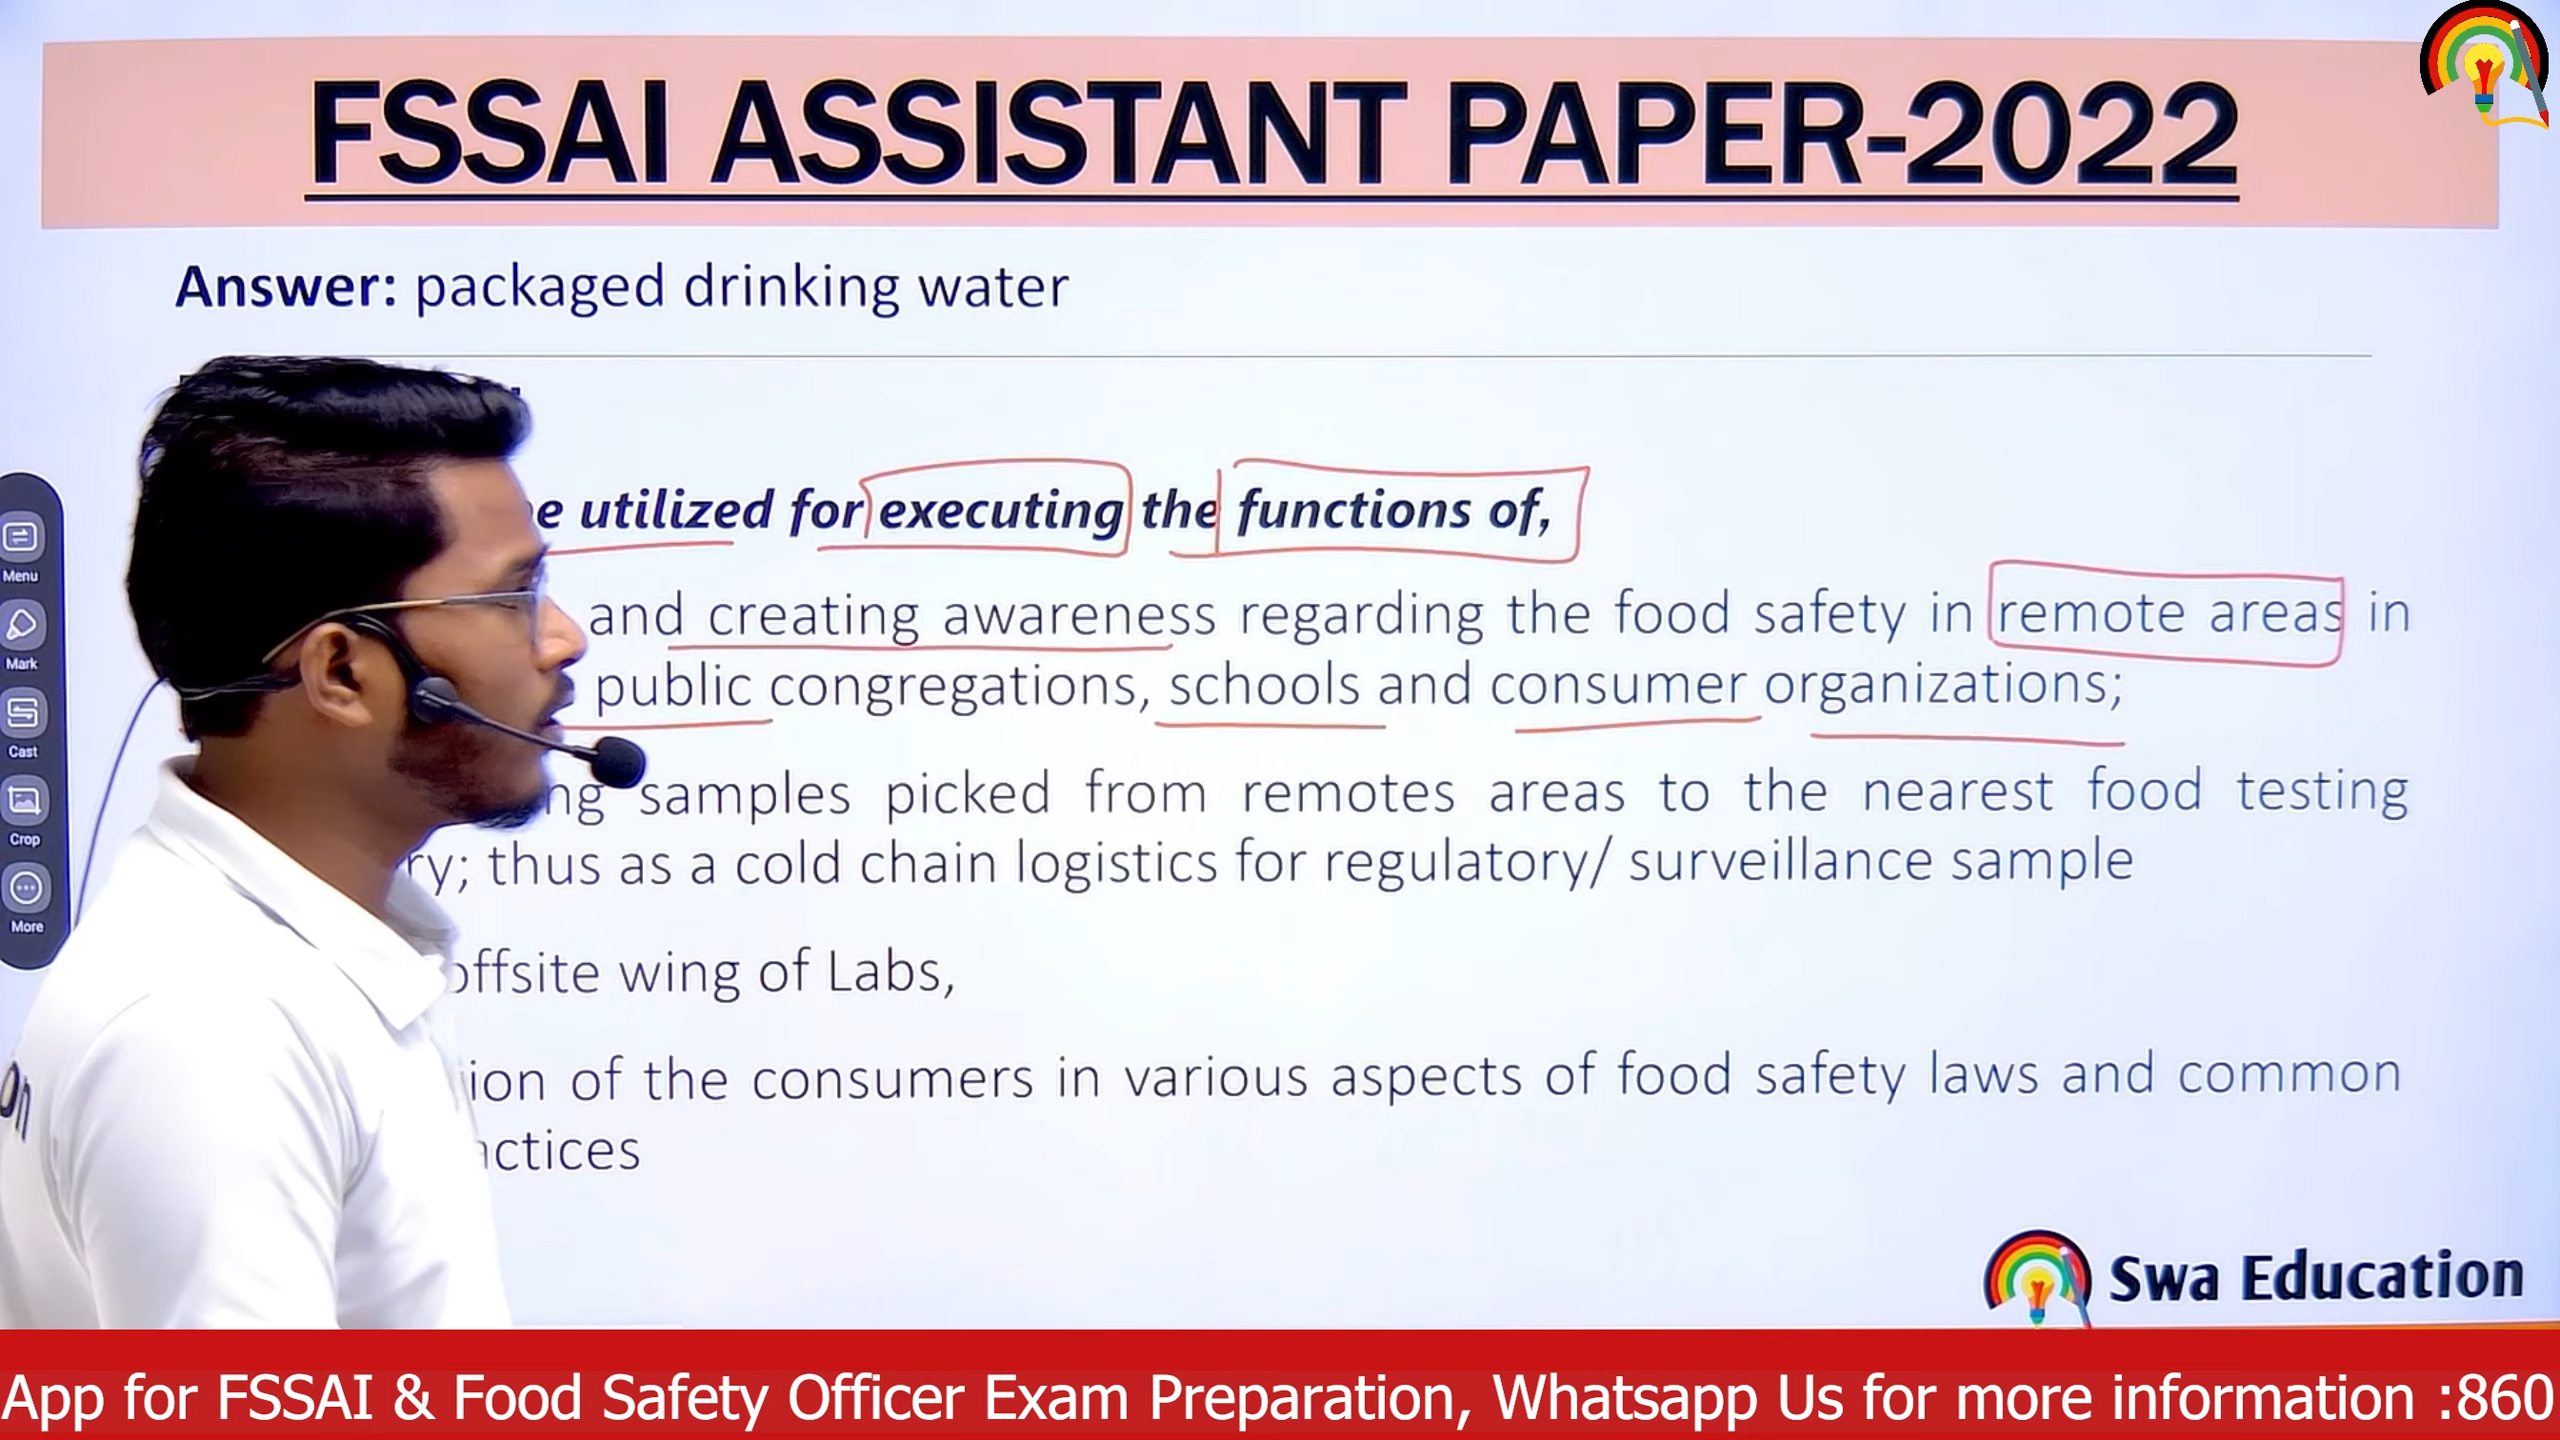 FSSAI ASSISTANT PAPER-2022
Answer: packaged drinking water
utilized for executing the functions of,
and creating awareness regarding the food safety in remote areas in
public congregations, schools and consumer organizations;
samples picked from remotes areas to the nearest food testing
thus as a cold chain logistics for regulatory/ surveillance sample
offsite wing of Labs,
of the consumers in various aspects of food safety laws and common
Menu
Mark
Cast
Crop
More
Swa Education
App for FSSAI & Food Safety Officer Exam Preparation, Whatsapp Us for more information :860